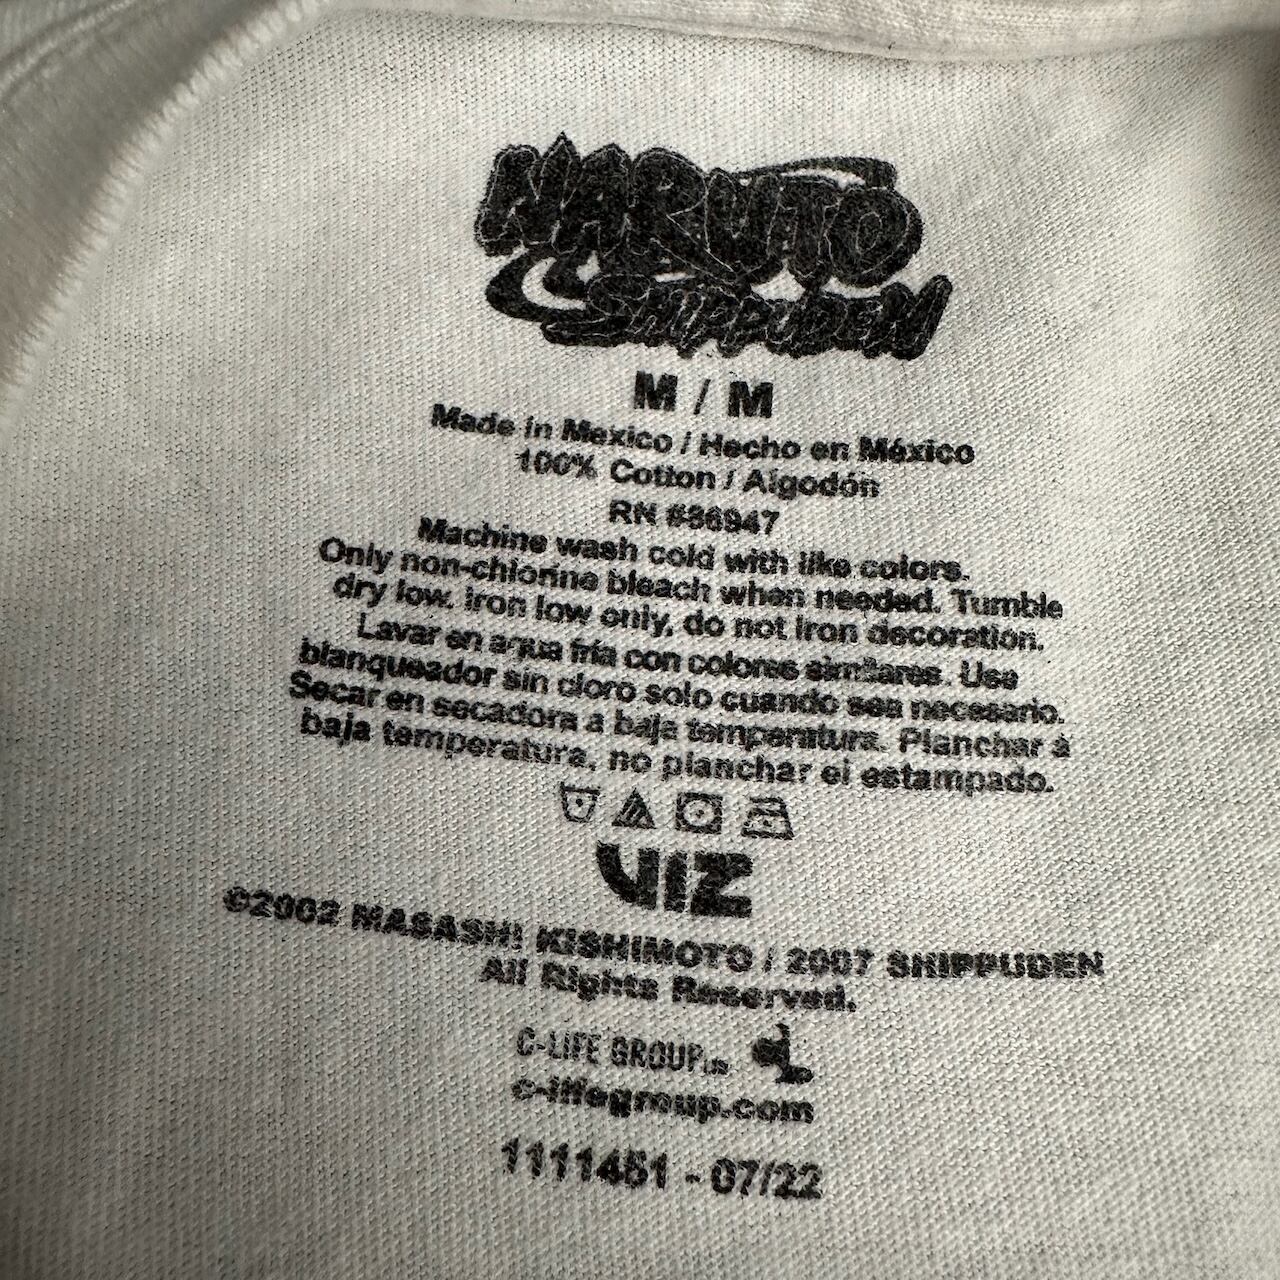 NARUTO
SHIPPUDEN
M / M
Made in Mexico / Hecho en México
100% Cotton / Algodón
RN #86947
Machine wash cold with like colors.
Only non-chlorine bleach when needed. Tumble
dry low. Iron low only, do not iron decoration.
Lavar en agua fría con colores similares. Use
blanqueador sin cloro solo cuando sea necesario.
Secar en secadora a baja temperatura. Planchar a
baja temperatura, no planchar el estampado.
VIZ
©2002 MASASHI KISHIMOTO / 2007 SHIPPUDEN
All Rights Reserved.
C-LIFE GROUP
c-lifegroup.com
1111451 - 07/22